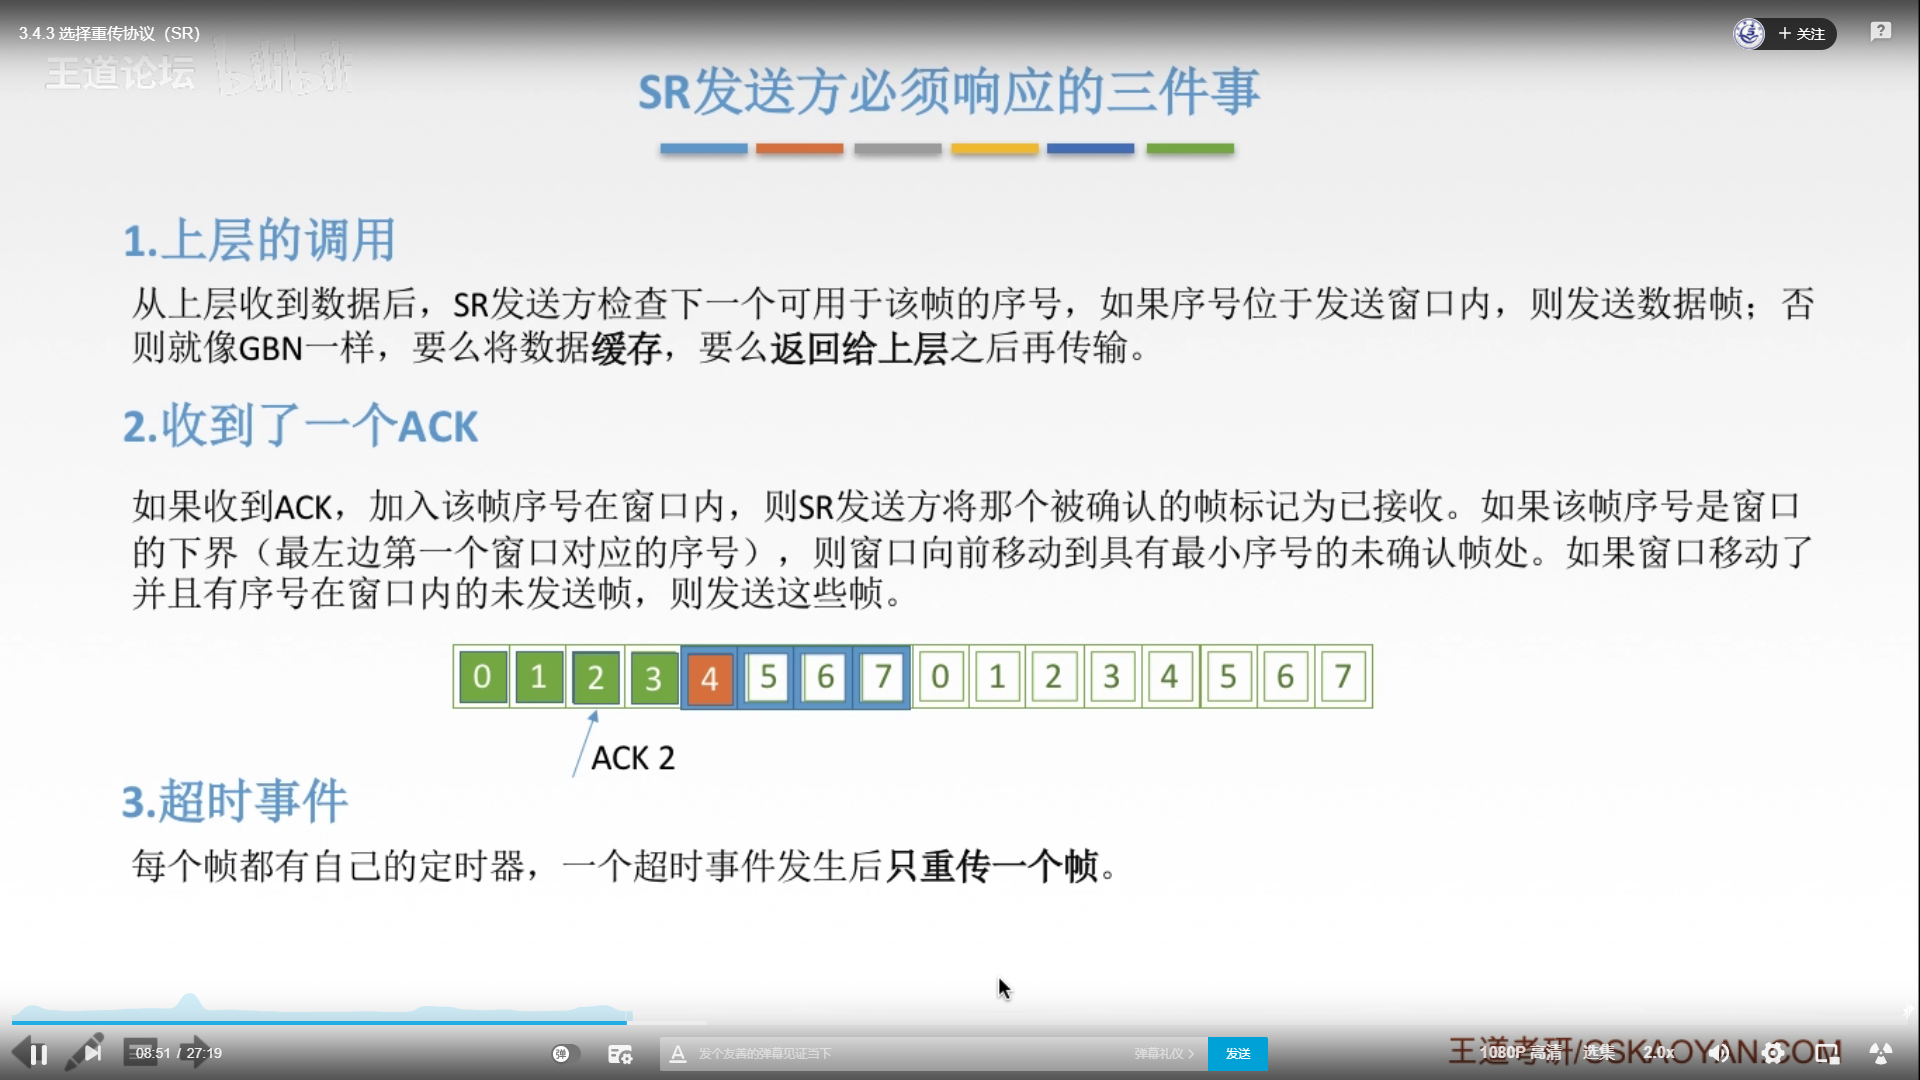 3.4.3 选择重传协议（SR）
+ 关注
王道论坛 bilibili
SR发送方必须响应的三件事
1.上层的调用
从上层收到数据后，SR发送方检查下一个可用于该帧的序号，如果序号位于发送窗口内，则发送数据帧；否
则就像GBN一样，要么将数据缓存，要么返回给上层之后再传输。
2.收到了一个ACK
如果收到ACK，加入该帧序号在窗口内，则SR发送方将那个被确认的帧标记为已接收。如果该帧序号是窗口
的下界（最左边第一个窗口对应的序号），则窗口向前移动到具有最小序号的未确认帧处。如果窗口移动了
并且有序号在窗口内的未发送帧，则发送这些帧。
0 1 2 3 4 5 6 7 0 1 2 3 4 5 6 7
ACK 2
3.超时事件
每个帧都有自己的定时器，一个超时事件发生后只重传一个帧。
08:51 / 27:19
弹
A 发个友善的弹幕见证当下
弹幕礼仪 >
发送
王道考研/CSKAOYAN.COM
1080P 高清
选集
2.0x